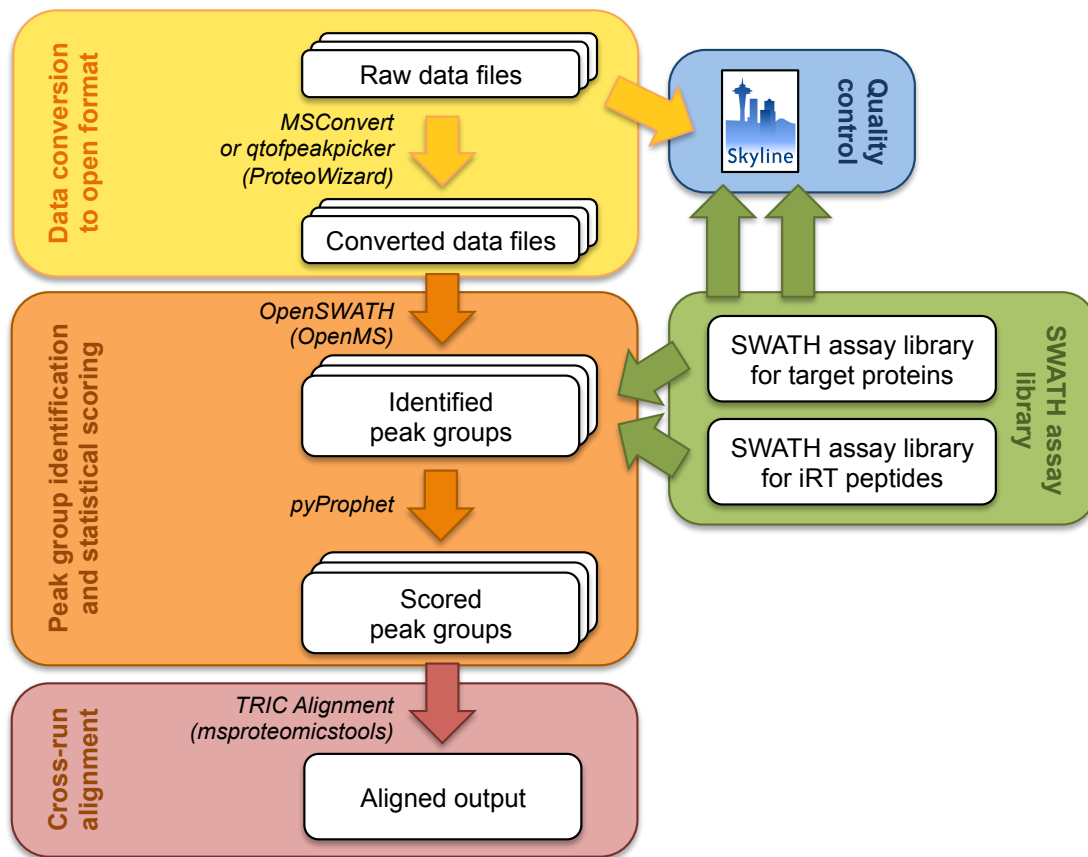 Data conversion
to open format
Raw data files
MSConvert
or qtofpeakpicker
(ProteoWizard)
Converted data files
Skyline
Quality
control
Peak group identification
and statistical scoring
OpenSWATH
(OpenMS)
Identified
peak groups
pyProphet
Scored
peak groups
SWATH assay library
for target proteins
SWATH assay library
for iRT peptides
SWATH assay
library
Cross-run
alignment
TRIC Alignment
(msproteomicstools)
Aligned output